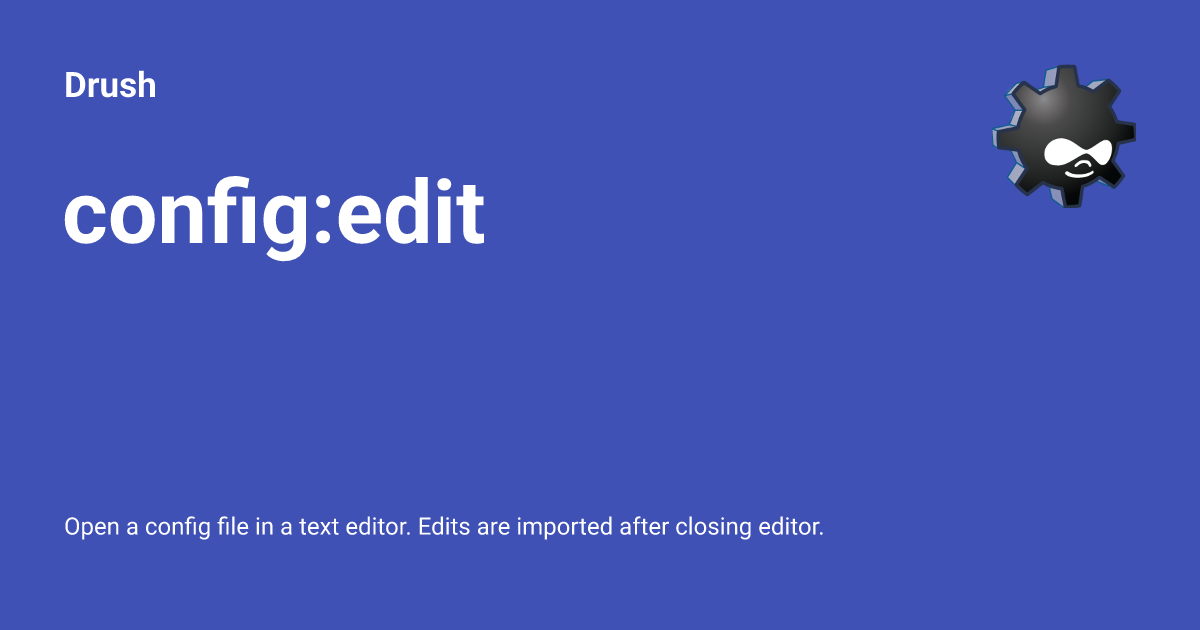 Drush
config:edit
Open a config file in a text editor. Edits are imported after closing editor.